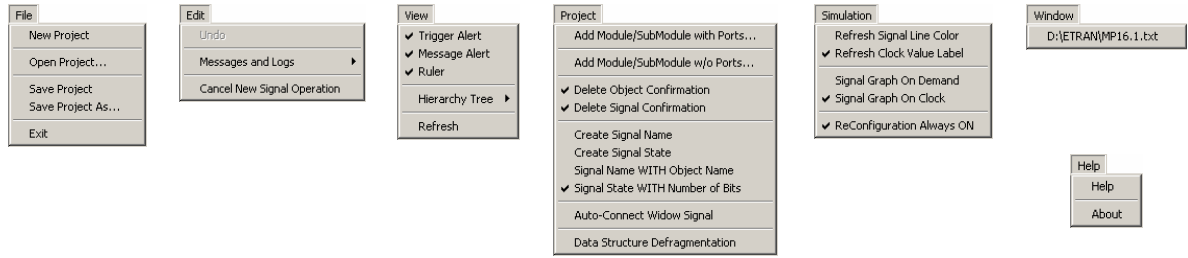 File
New Project
Open Project...
Save Project
Save Project As...
Exit
Edit
Undo
Messages and Logs
Cancel New Signal Operation
View
Trigger Alert
Message Alert
Ruler
Hierarchy Tree
Refresh
Project
Add Module/SubModule with Ports...
Add Module/SubModule w/o Ports...
Delete Object Confirmation
Delete Signal Confirmation
Create Signal Name
Create Signal State
Signal Name WITH Object Name
Signal State WITH Number of Bits
Auto-Connect Widow Signal
Data Structure Defragmentation
Simulation
Refresh Signal Line Color
Refresh Clock Value Label
Signal Graph On Demand
Signal Graph On Clock
ReConfiguration Always ON
Window
D:\ETRAN\MP16.1.txt
Help
Help
About